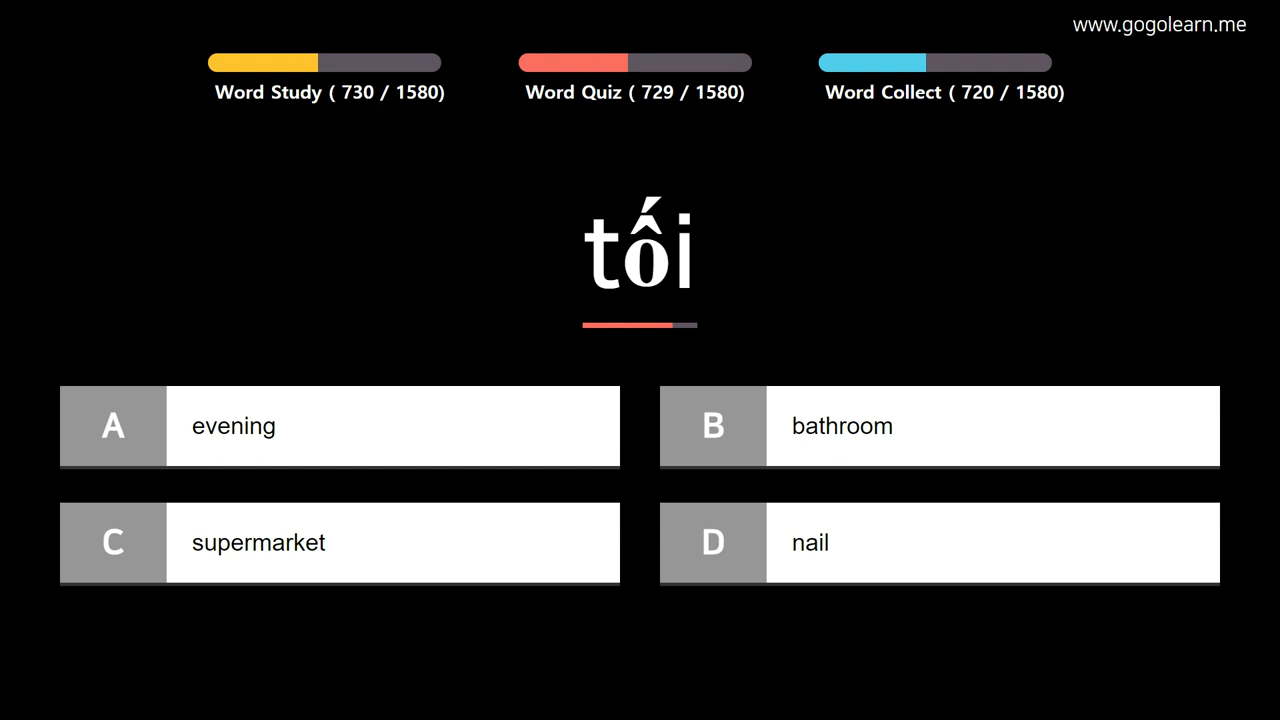 www.gogolearn.me
Word Study ( 730 / 1580)
Word Quiz ( 729 / 1580)
Word Collect ( 720 / 1580)
tối
A evening
B bathroom
C supermarket
D nail